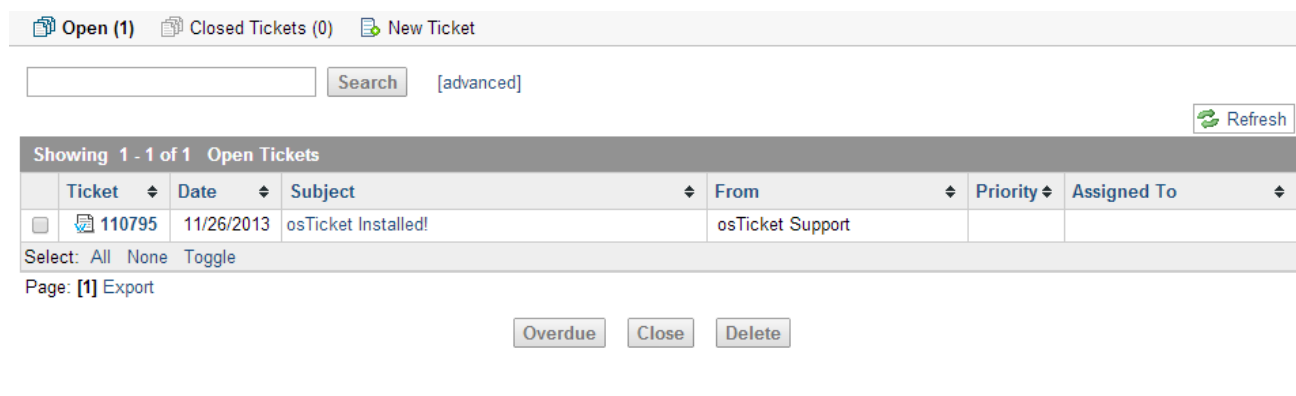 Open (1) Closed Tickets (0) New Ticket
Search [advanced]
Refresh
Showing 1 - 1 of 1 Open Tickets
Ticket Date Subject From Priority Assigned To
110795 11/26/2013 osTicket Installed! osTicket Support
Select: All None Toggle
Page: [1] Export
Overdue Close Delete